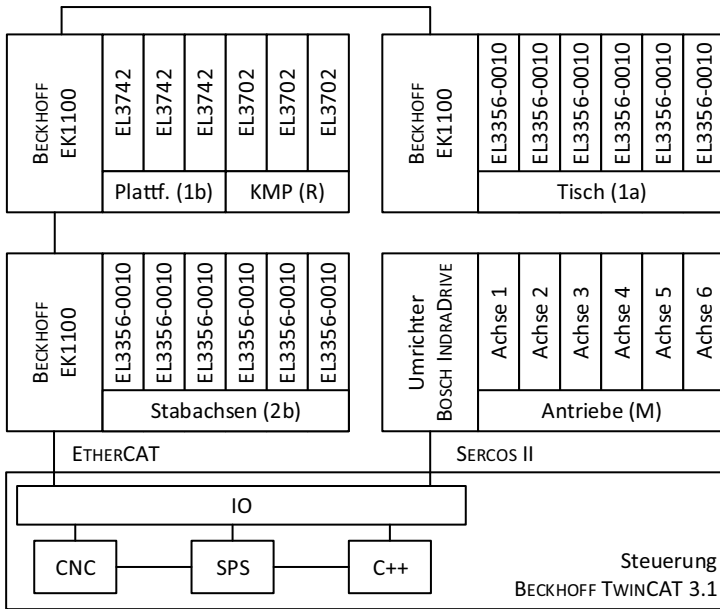 BECKHOFF
EK1100
EL3742
EL3742
EL3742
EL3702
EL3702
EL3702
Plattf. (1b)
KMP (R)
BECKHOFF
EK1100
EL3356-0010
EL3356-0010
EL3356-0010
EL3356-0010
EL3356-0010
EL3356-0010
Tisch (1a)
BECKHOFF
EK1100
EL3356-0010
EL3356-0010
EL3356-0010
EL3356-0010
EL3356-0010
EL3356-0010
Stabachsen (2b)
Umrichter
BOSCH INDRADRIVE
Achse 1
Achse 2
Achse 3
Achse 4
Achse 5
Achse 6
Antriebe (M)
ETHERCAT
SERCOS II
IO
CNC
SPS
C++
Steuerung
BECKHOFF TWINCAT 3.1